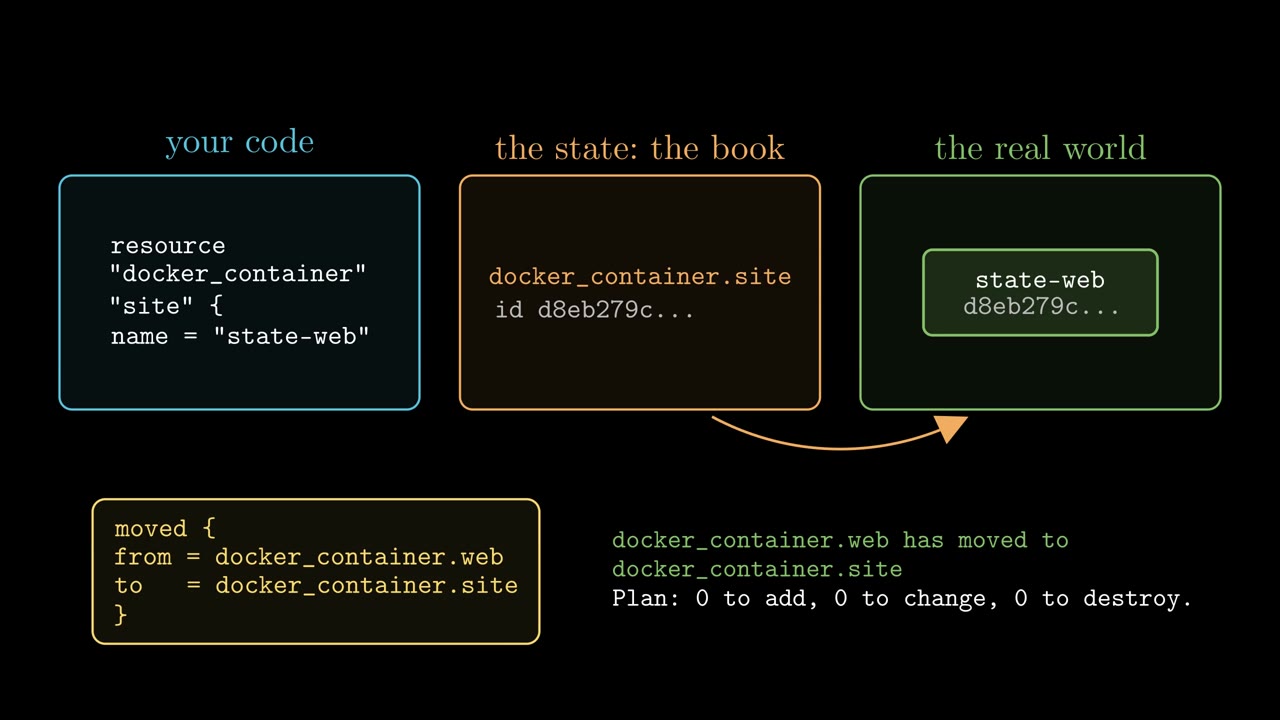 your code
the state: the book
the real world
resource
"docker_container"
"site" {
name = "state-web"
docker_container.site
id d8eb279c...
state-web
d8eb279c...
moved {
from = docker_container.web
to   = docker_container.site
}
docker_container.web has moved to
docker_container.site
Plan: 0 to add, 0 to change, 0 to destroy.